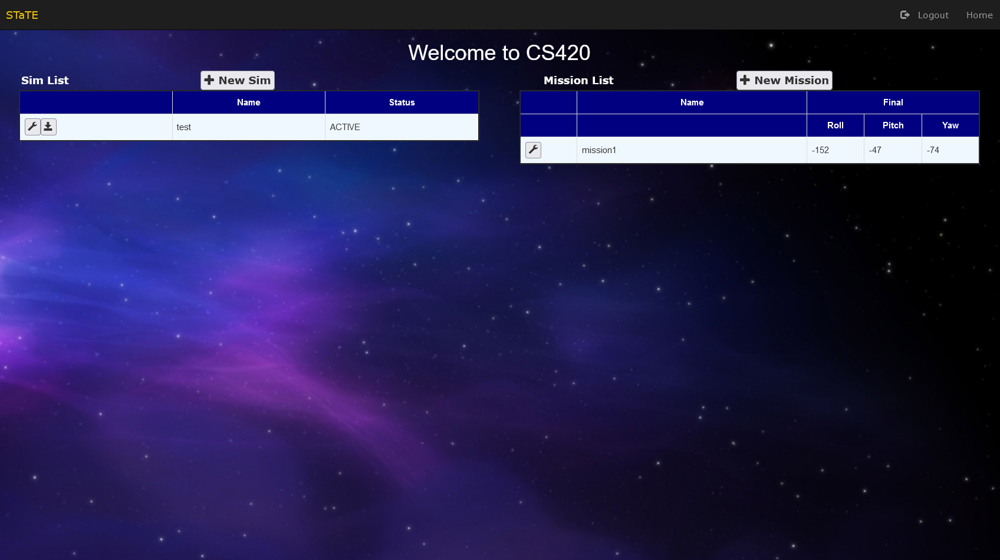 STaTE Logout Home
Welcome to CS420
Sim List New Sim
Name Status
test ACTIVE
Mission List New Mission
Name Final
Roll Pitch Yaw
mission1 -152 -47 -74